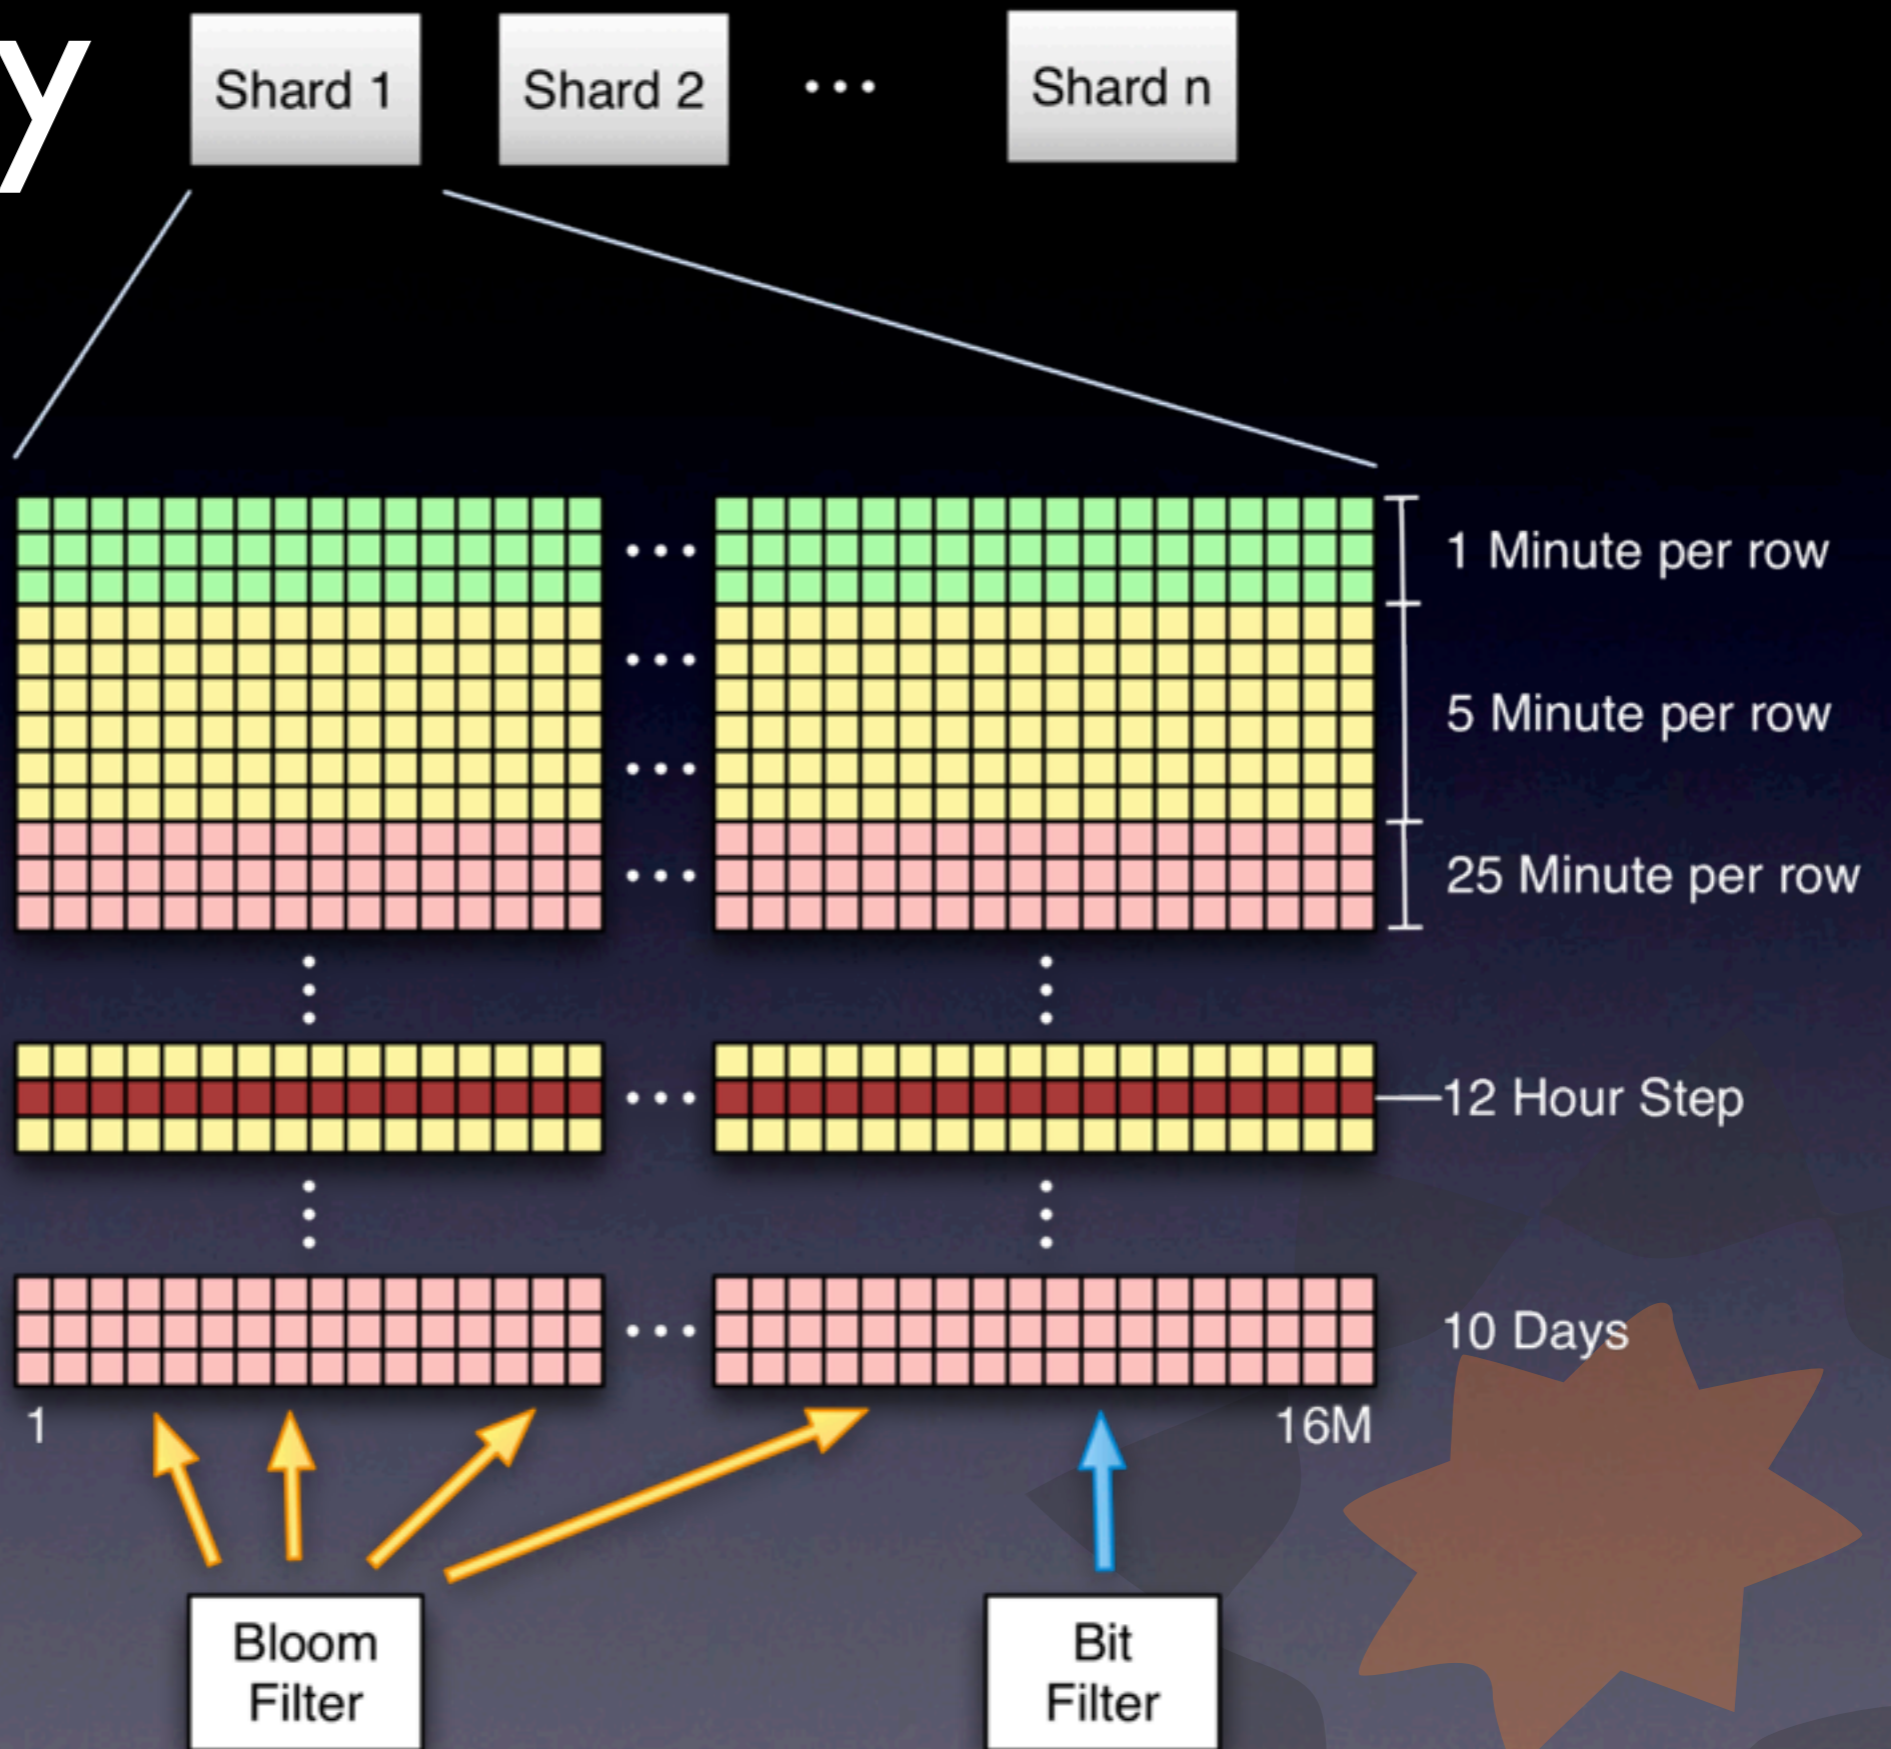 y
Shard 1
Shard 2
...
Shard n
1 Minute per row
5 Minute per row
25 Minute per row
12 Hour Step
10 Days
1
16M
Bloom
Filter
Bit
Filter